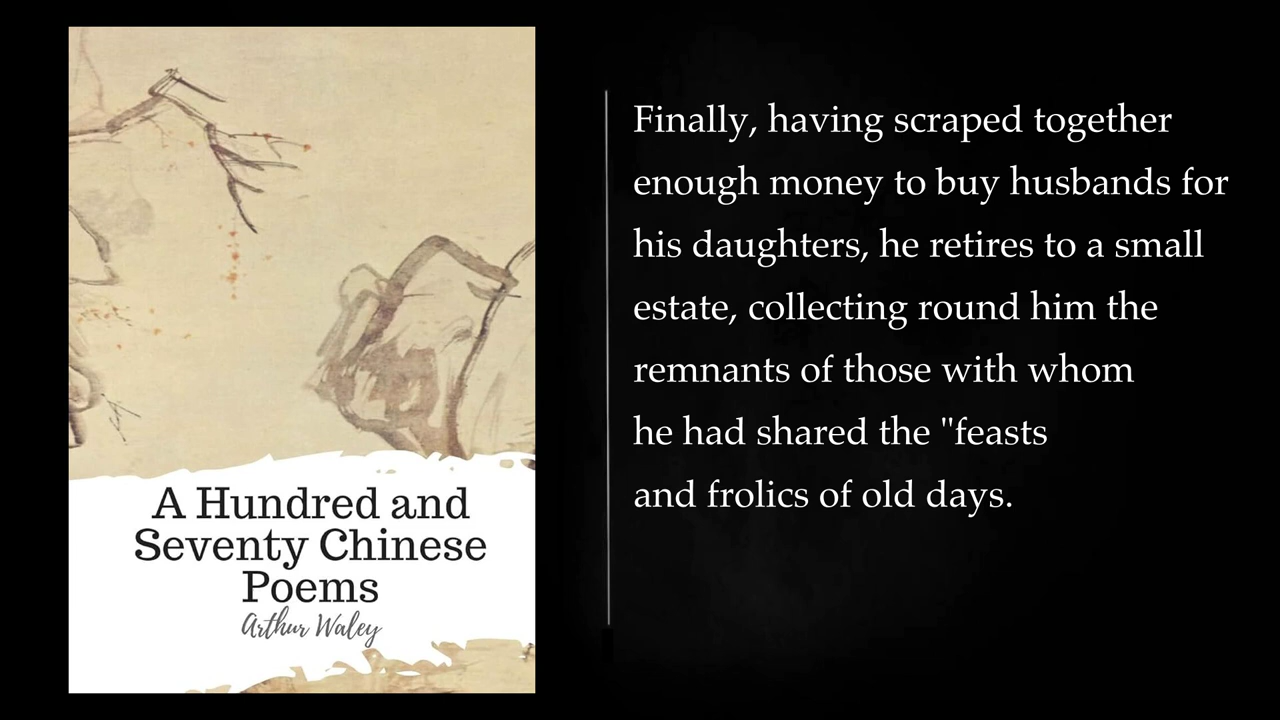 A Hundred and
Seventy Chinese
Poems
Arthur Waley
Finally, having scraped together
enough money to buy husbands for
his daughters, he retires to a small
estate, collecting round him the
remnants of those with whom
he had shared the "feasts
and frolics of old days.